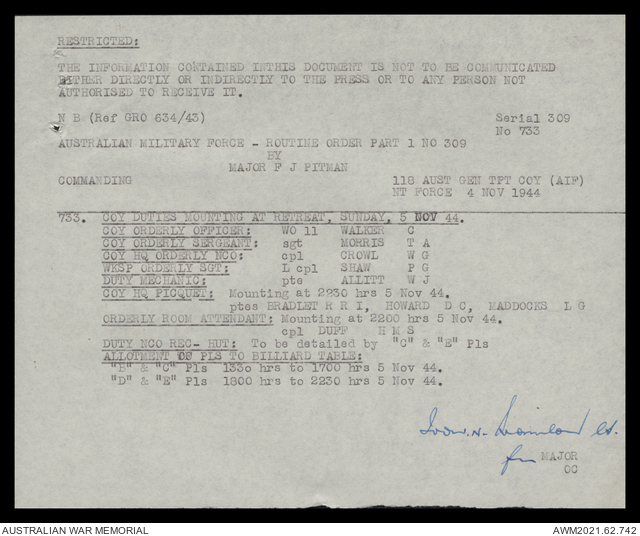 RESTRICTED:
THE INFORMATION CONTAINED INTHIS DOCUMENT IS NOT TO BE COMMUNICATED
EITHER DIRECTLY OR INDIRECTLY TO THE PRESS OR TO ANY PERSON NOT
AUTHORISED TO RECEIVE IT.
N B (Ref GRO 634/43) Serial 309
No 733
AUSTRALIAN MILITARY FORCE - ROUTINE ORDER PART 1 NO 309
BY
MAJOR F J PITMAN
COMMANDING 118 AUST GEN TPT COY (AIF)
NT FORCE 4 NOV 1944
733. COY DUTIES MOUNTING AT RETREAT, SUNDAY, 5 NOV 44.
COY ORDERLY OFFICER: WO ll WALKER C
COY ORDERLY SERGEANT: sgt MORRIS T A
COY HQ ORDERLY NCO: cpl CROWL W G
WKSP ORDERLY SGT: L cpl SHAW P G
DUTY MECHANIC: pte ALLITT W J
COY HQ PICQUET: Mounting at 2230 hrs 5 Nov 44.
ptes BRADLET R R I, HOWARD D C, MADDOCKS L G
ORDERLY ROOM ATTENDANT: Mounting at 2200 hrs 5 Nov 44.
cpl DUFF H M S
DUTY NCO REC- HUT: To be detailed by "C" & "E" Pls
ALLOTMENT OF PLS TO BILLIARD TABLE:
"B" & "C" Pls 1330 hrs to 1700 hrs 5 Nov 44.
"D" & "E" Pls 1800 hrs to 2230 hrs 5 Nov 44.
Lt.
for MAJOR
OC
AUSTRALIAN WAR MEMORIAL AWM2021.62.742